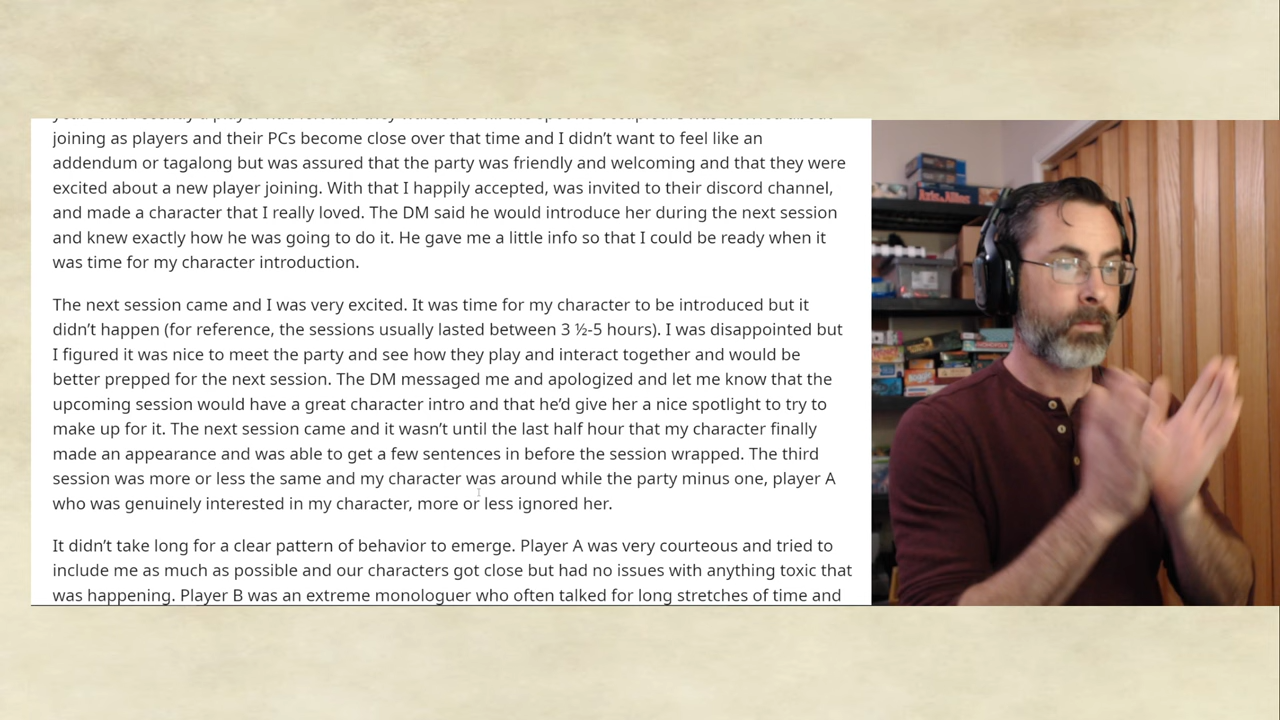 joining as players and their PCs become close over that time and I didn’t want to feel like an
addendum or tagalong but was assured that the party was friendly and welcoming and that they were
excited about a new player joining. With that I happily accepted, was invited to their discord channel,
and made a character that I really loved. The DM said he would introduce her during the next session
and knew exactly how he was going to do it. He gave me a little info so that I could be ready when it
was time for my character introduction.
The next session came and I was very excited. It was time for my character to be introduced but it
didn’t happen (for reference, the sessions usually lasted between 3 ½-5 hours). I was disappointed but
I figured it was nice to meet the party and see how they play and interact together and would be
better prepped for the next session. The DM messaged me and apologized and let me know that the
upcoming session would have a great character intro and that he’d give her a nice spotlight to try to
make up for it. The next session came and it wasn’t until the last half hour that my character finally
made an appearance and was able to get a few sentences in before the session wrapped. The third
session was more or less the same and my character was around while the party minus one, player A
who was genuinely interested in my character, more or less ignored her.
It didn’t take long for a clear pattern of behavior to emerge. Player A was very courteous and tried to
include me as much as possible and our characters got close but had no issues with anything toxic that
was happening. Player B was an extreme monologuer who often talked for long stretches of time and